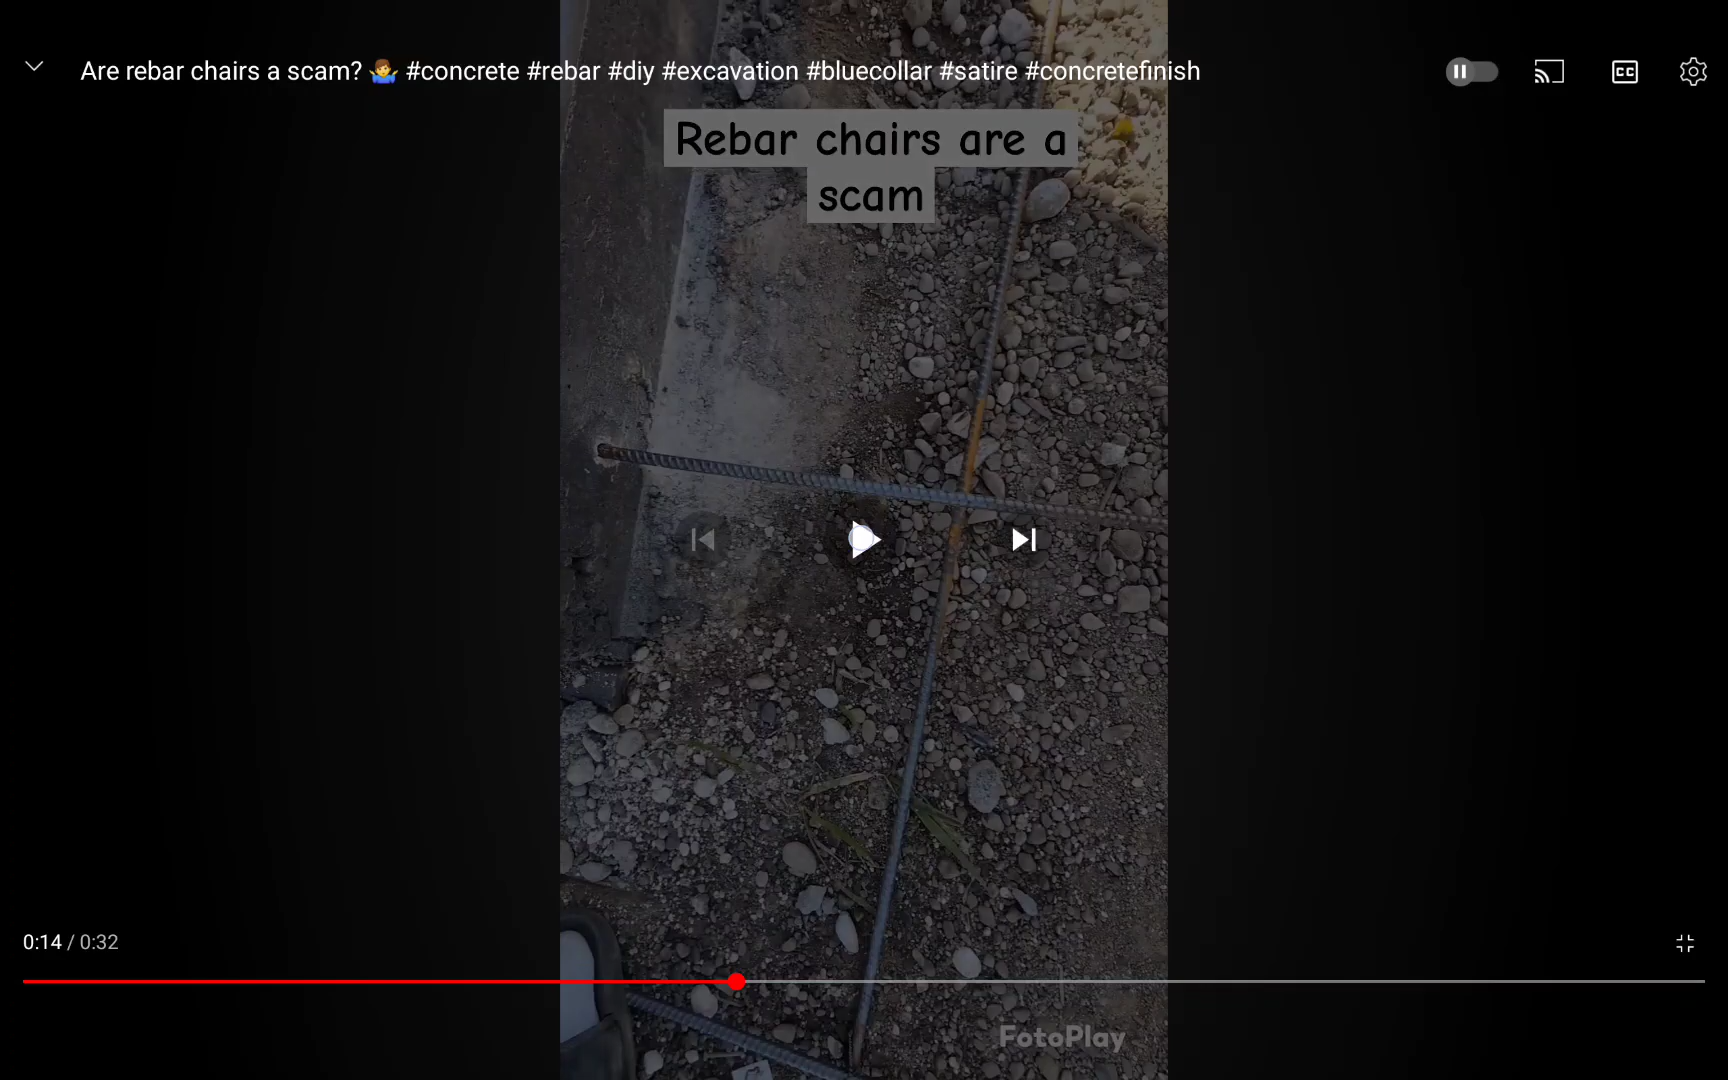 Are rebar chairs a scam? 🤷‍♂️ #concrete #rebar #diy #excavation #bluecollar #satire #concretefinish
CC
Rebar chairs are a
scam
0:14 / 0:32
FotoPlay